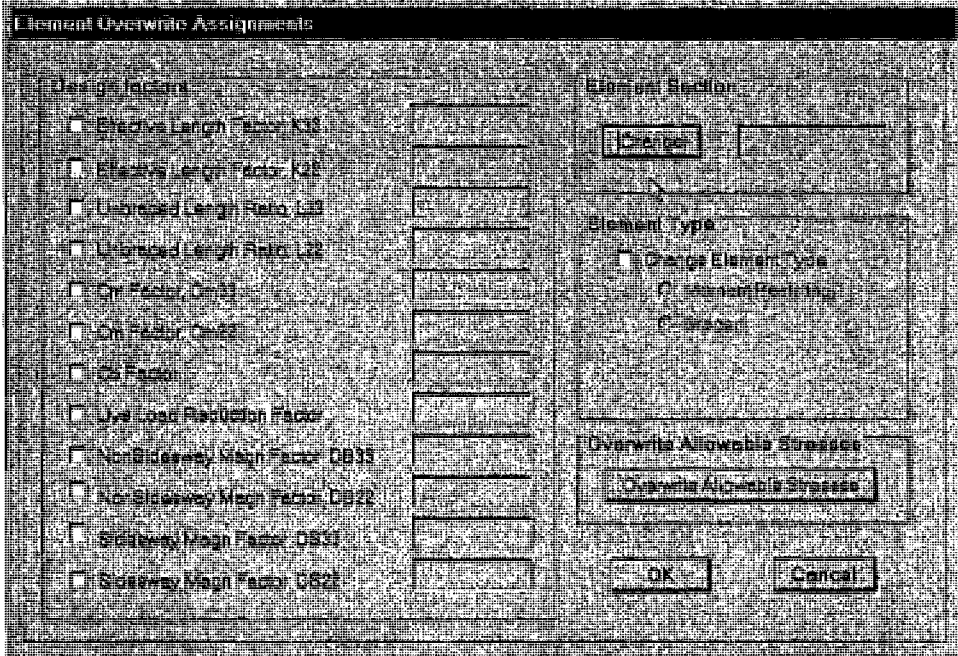 Element Overwrite Assignments
Design factors
Effective Length Factor, K33
Effective Length Factor, K22
Unbraced Length Ratio, L33
Unbraced Length Ratio, L22
Cm Factor, Cm33
Cm Factor, Cm22
Cb Factor
Live Load Reduction Factor
NonSidesway Magn Factor, DB33
NonSidesway Magn Factor, DB22
Sidesway Magn Factor, DS33
Sidesway Magn Factor, DS22
Element Section
Change
Element Type
Change Element Type
Moment Resisting
Braced
Overwrite Allowable Stresses
Overwrite Allowable Stresses
OK
Cancel